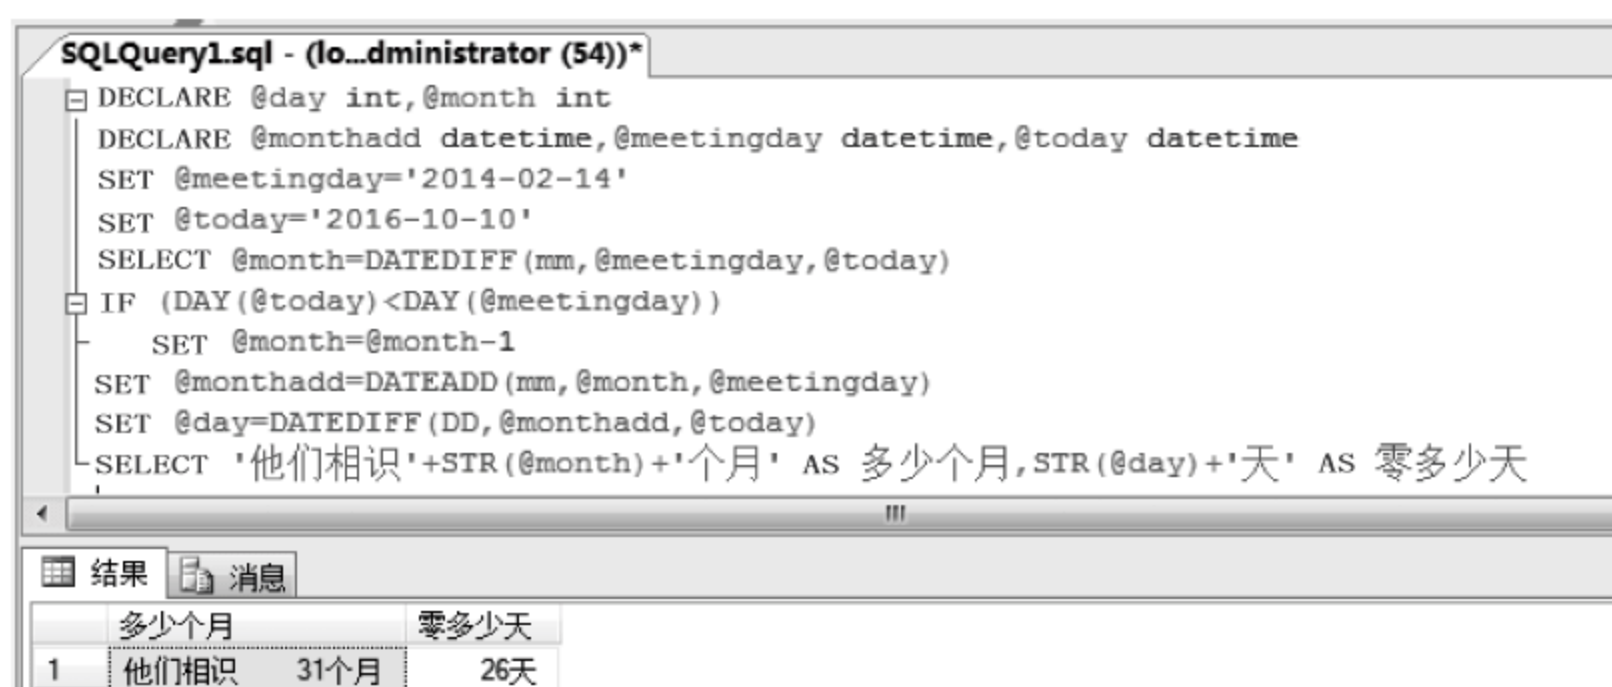 SQLQuery1.sql - (lo...dministrator (54))*
DECLARE @day int,@month int
DECLARE @monthadd datetime,@meetingday datetime,@today datetime
SET @meetingday='2014-02-14'
SET @today='2016-10-10'
SELECT @month=DATEDIFF(mm,@meetingday,@today)
IF (DAY(@today)<DAY(@meetingday))
SET @month=@month-1
SET @monthadd=DATEADD(mm,@month,@meetingday)
SET @day=DATEDIFF(DD,@monthadd,@today)
SELECT '他们相识'+STR(@month)+'个月' AS 多少个月,STR(@day)+'天' AS 零多少天
结果 消息
多少个月 零多少天
1 他们相识 31个月 26天